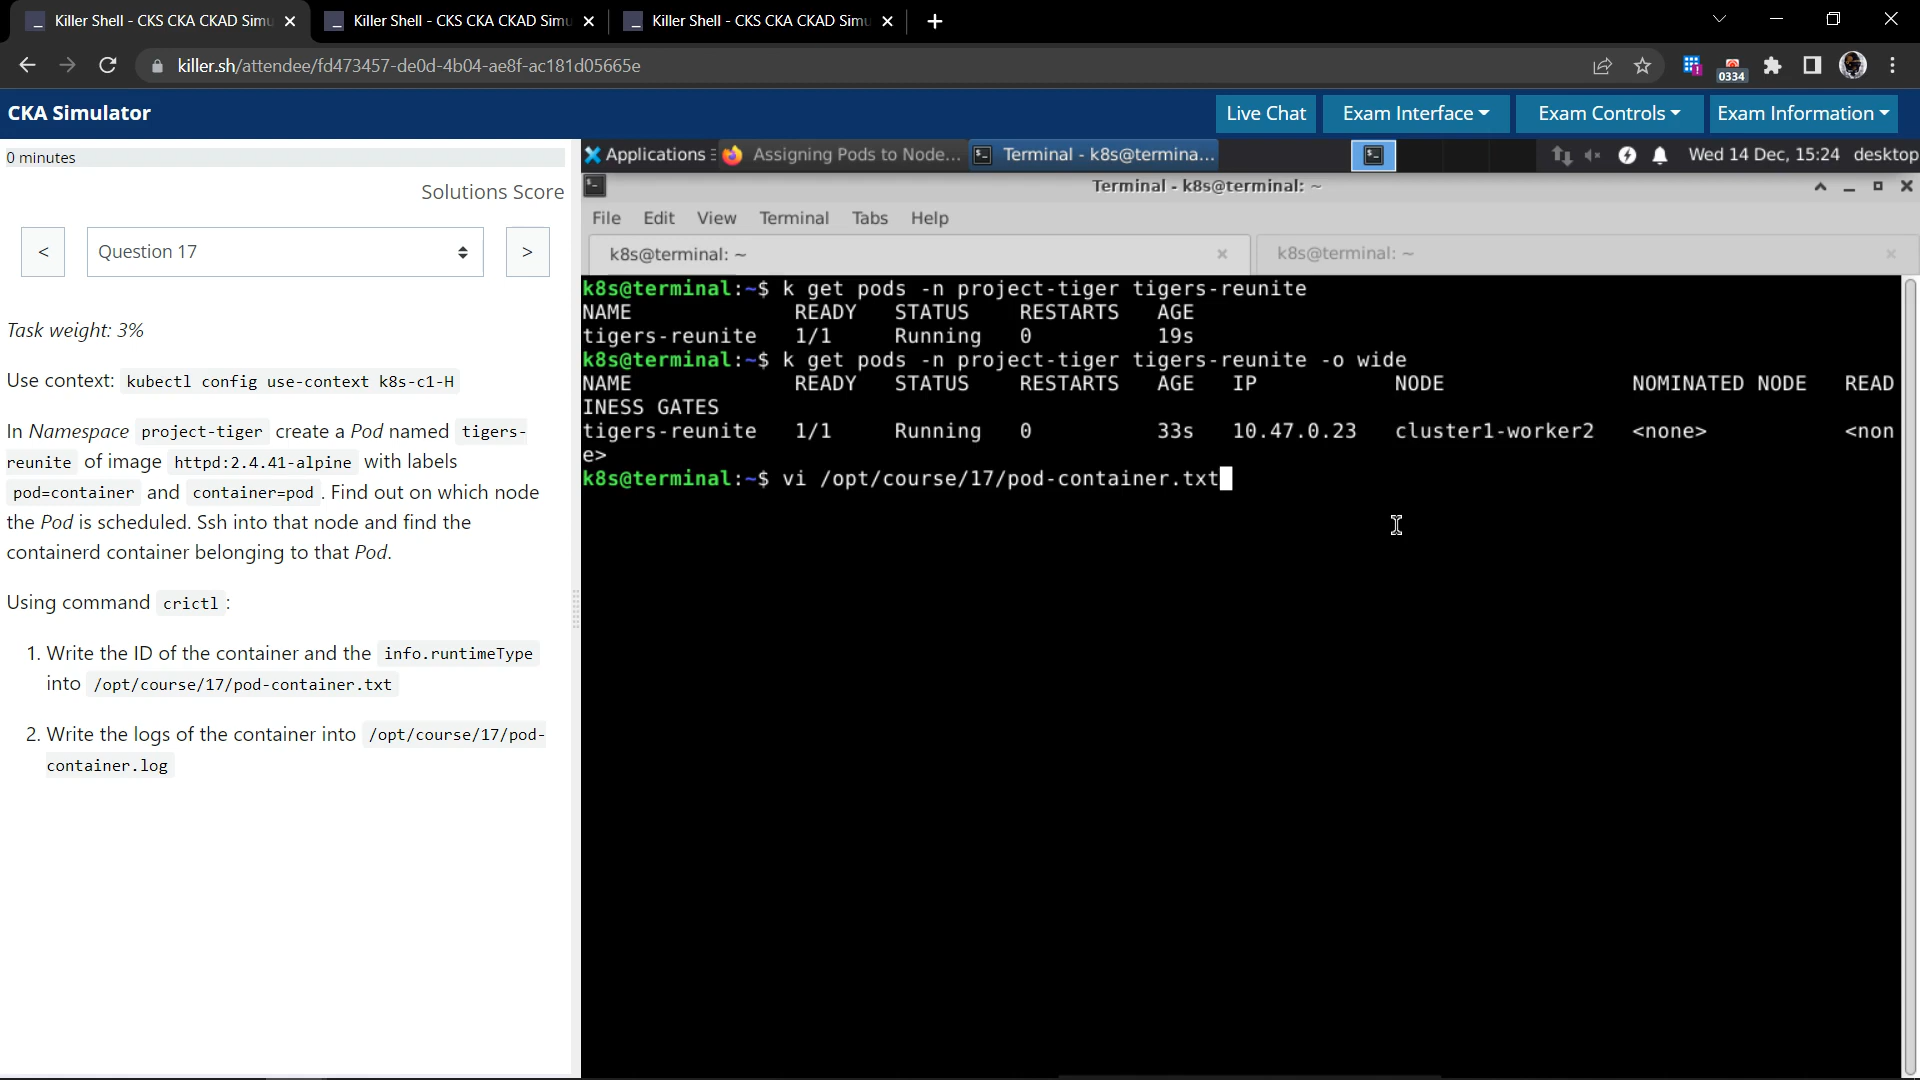 Killer Shell - CKS CKA CKAD Simu
Killer Shell - CKS CKA CKAD Simu
Killer Shell - CKS CKA CKAD Simu
killer.sh/attendee/fd473457-de0d-4b04-ae8f-ac181d05665e
0334
CKA Simulator
Live Chat
Exam Interface
Exam Controls
Exam Information
0 minutes
Solutions Score
<
Question 17
>
Task weight: 3%
Use context: kubectl config use-context k8s-c1-H
In Namespace project-tiger create a Pod named tigers-
reunite of image httpd:2.4.41-alpine with labels
pod=container and container=pod . Find out on which node
the Pod is scheduled. Ssh into that node and find the
containerd container belonging to that Pod.
Using command crictl :
1. Write the ID of the container and the info.runtimeType
into /opt/course/17/pod-container.txt
2. Write the logs of the container into /opt/course/17/pod-
container.log
Applications
Assigning Pods to Node...
Terminal - k8s@termina...
Wed 14 Dec, 15:24 desktop
Terminal - k8s@terminal: ~
File Edit View Terminal Tabs Help
k8s@terminal: ~
k8s@terminal: ~
k8s@terminal:~$ k get pods -n project-tiger tigers-reunite
NAME READY STATUS RESTARTS AGE
tigers-reunite 1/1 Running 0 19s
k8s@terminal:~$ k get pods -n project-tiger tigers-reunite -o wide
NAME READY STATUS RESTARTS AGE IP NODE NOMINATED NODE READ
INESS GATES
tigers-reunite 1/1 Running 0 33s 10.47.0.23 cluster1-worker2 <none> <non
e>
k8s@terminal:~$ vi /opt/course/17/pod-container.txt